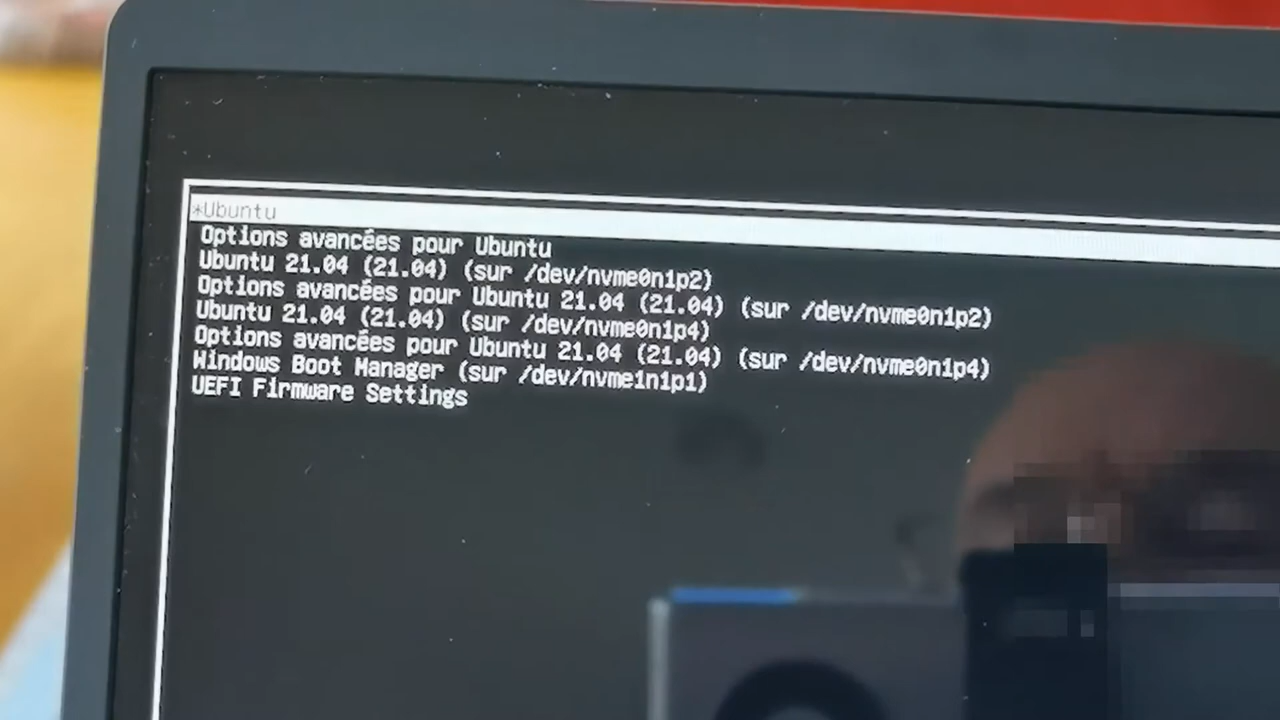 *Ubuntu
Options avancées pour Ubuntu
Ubuntu 21.04 (21.04) (sur /dev/nvme0n1p2)
Options avancées pour Ubuntu 21.04 (21.04) (sur /dev/nvme0n1p2)
Ubuntu 21.04 (21.04) (sur /dev/nvme0n1p4)
Options avancées pour Ubuntu 21.04 (21.04) (sur /dev/nvme0n1p4)
Windows Boot Manager (sur /dev/nvme1n1p1)
UEFI Firmware Settings